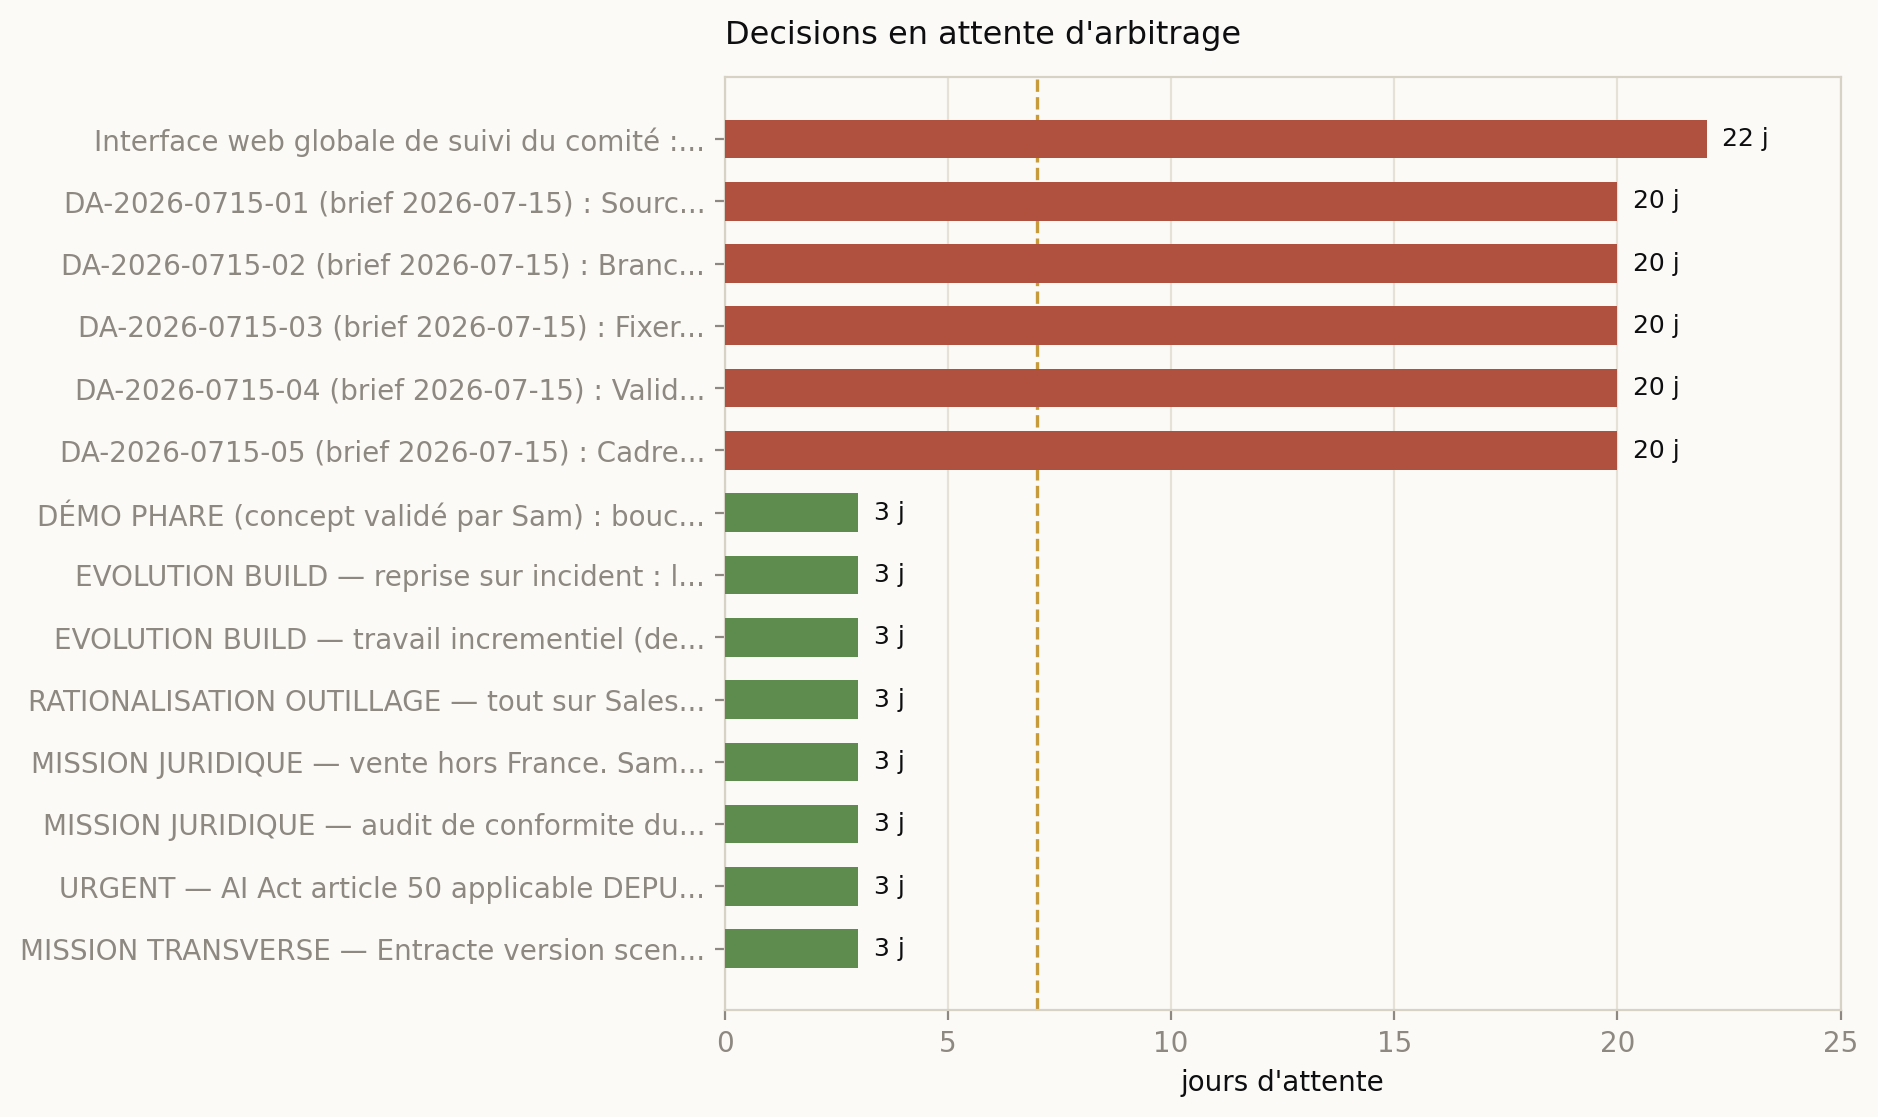 Decisions en attente d'arbitrage
Interface web globale de suivi du comité :... 22 j
DA-2026-0715-01 (brief 2026-07-15) : Sourc... 20 j
DA-2026-0715-02 (brief 2026-07-15) : Branc... 20 j
DA-2026-0715-03 (brief 2026-07-15) : Fixer... 20 j
DA-2026-0715-04 (brief 2026-07-15) : Valid... 20 j
DA-2026-0715-05 (brief 2026-07-15) : Cadre... 20 j
DÉMO PHARE (concept validé par Sam) : bouc... 3 j
EVOLUTION BUILD — reprise sur incident : l... 3 j
EVOLUTION BUILD — travail incrementiel (de... 3 j
RATIONALISATION OUTILLAGE — tout sur Sales... 3 j
MISSION JURIDIQUE — vente hors France. Sam... 3 j
MISSION JURIDIQUE — audit de conformite du... 3 j
URGENT — AI Act article 50 applicable DEPU... 3 j
MISSION TRANSVERSE — Entracte version scen... 3 j
0 5 10 15 20 25
jours d'attente